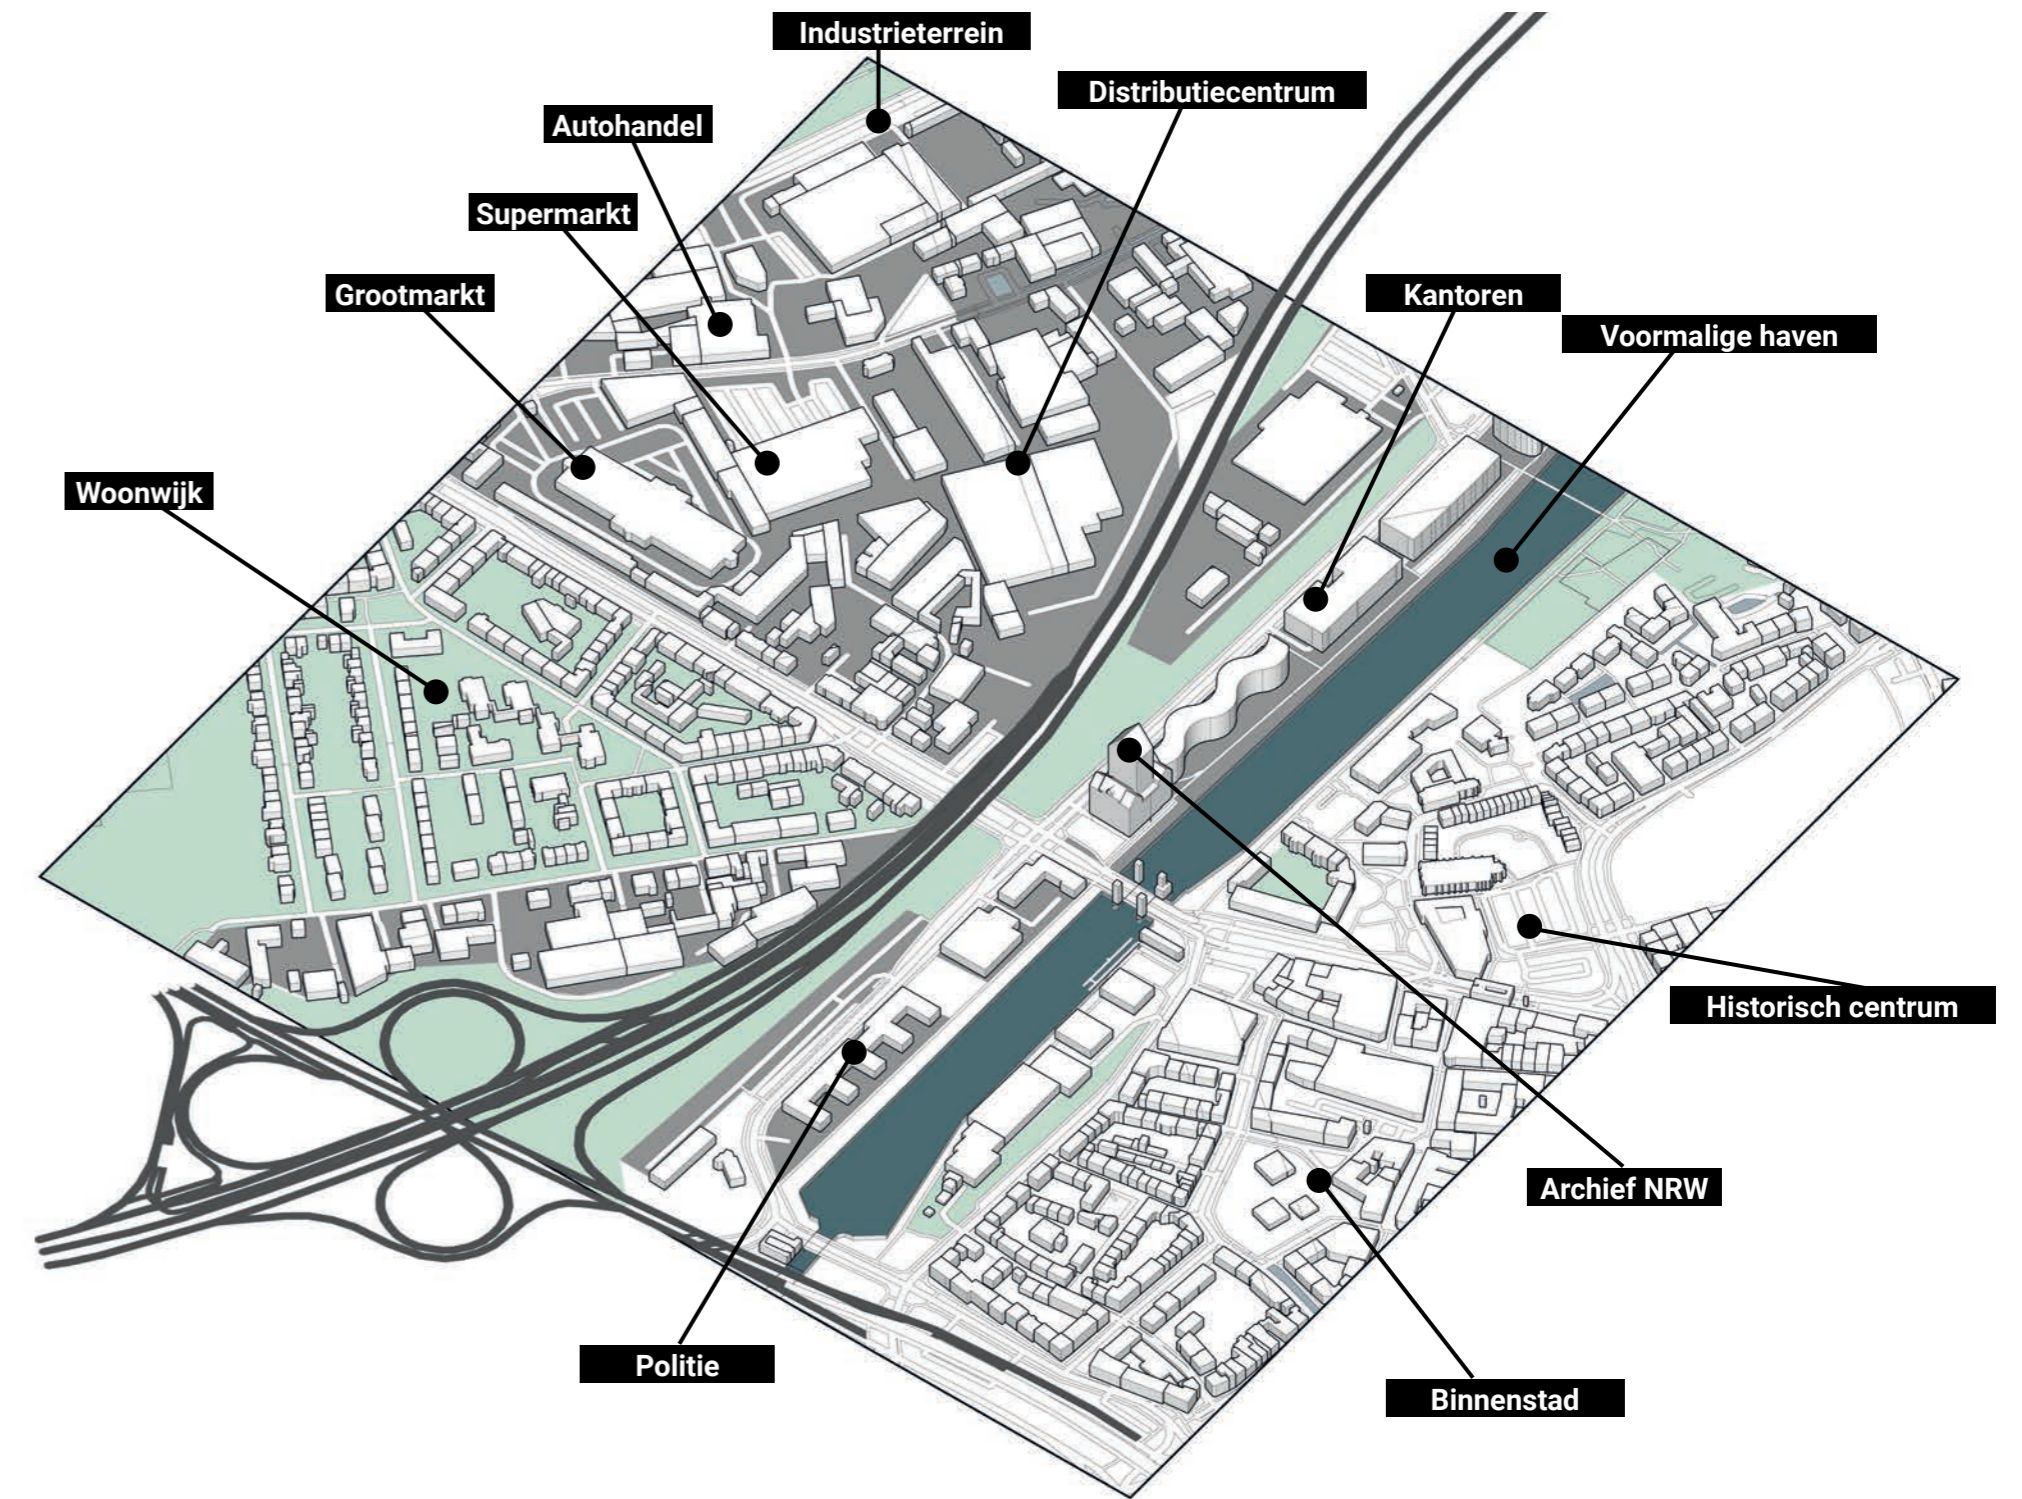 Industrieterrein
Distributiecentrum
Autohandel
Supermarkt
Grootmarkt
Kantoren
Voormalige haven
Woonwijk
Historisch centrum
Archief NRW
Politie
Binnenstad